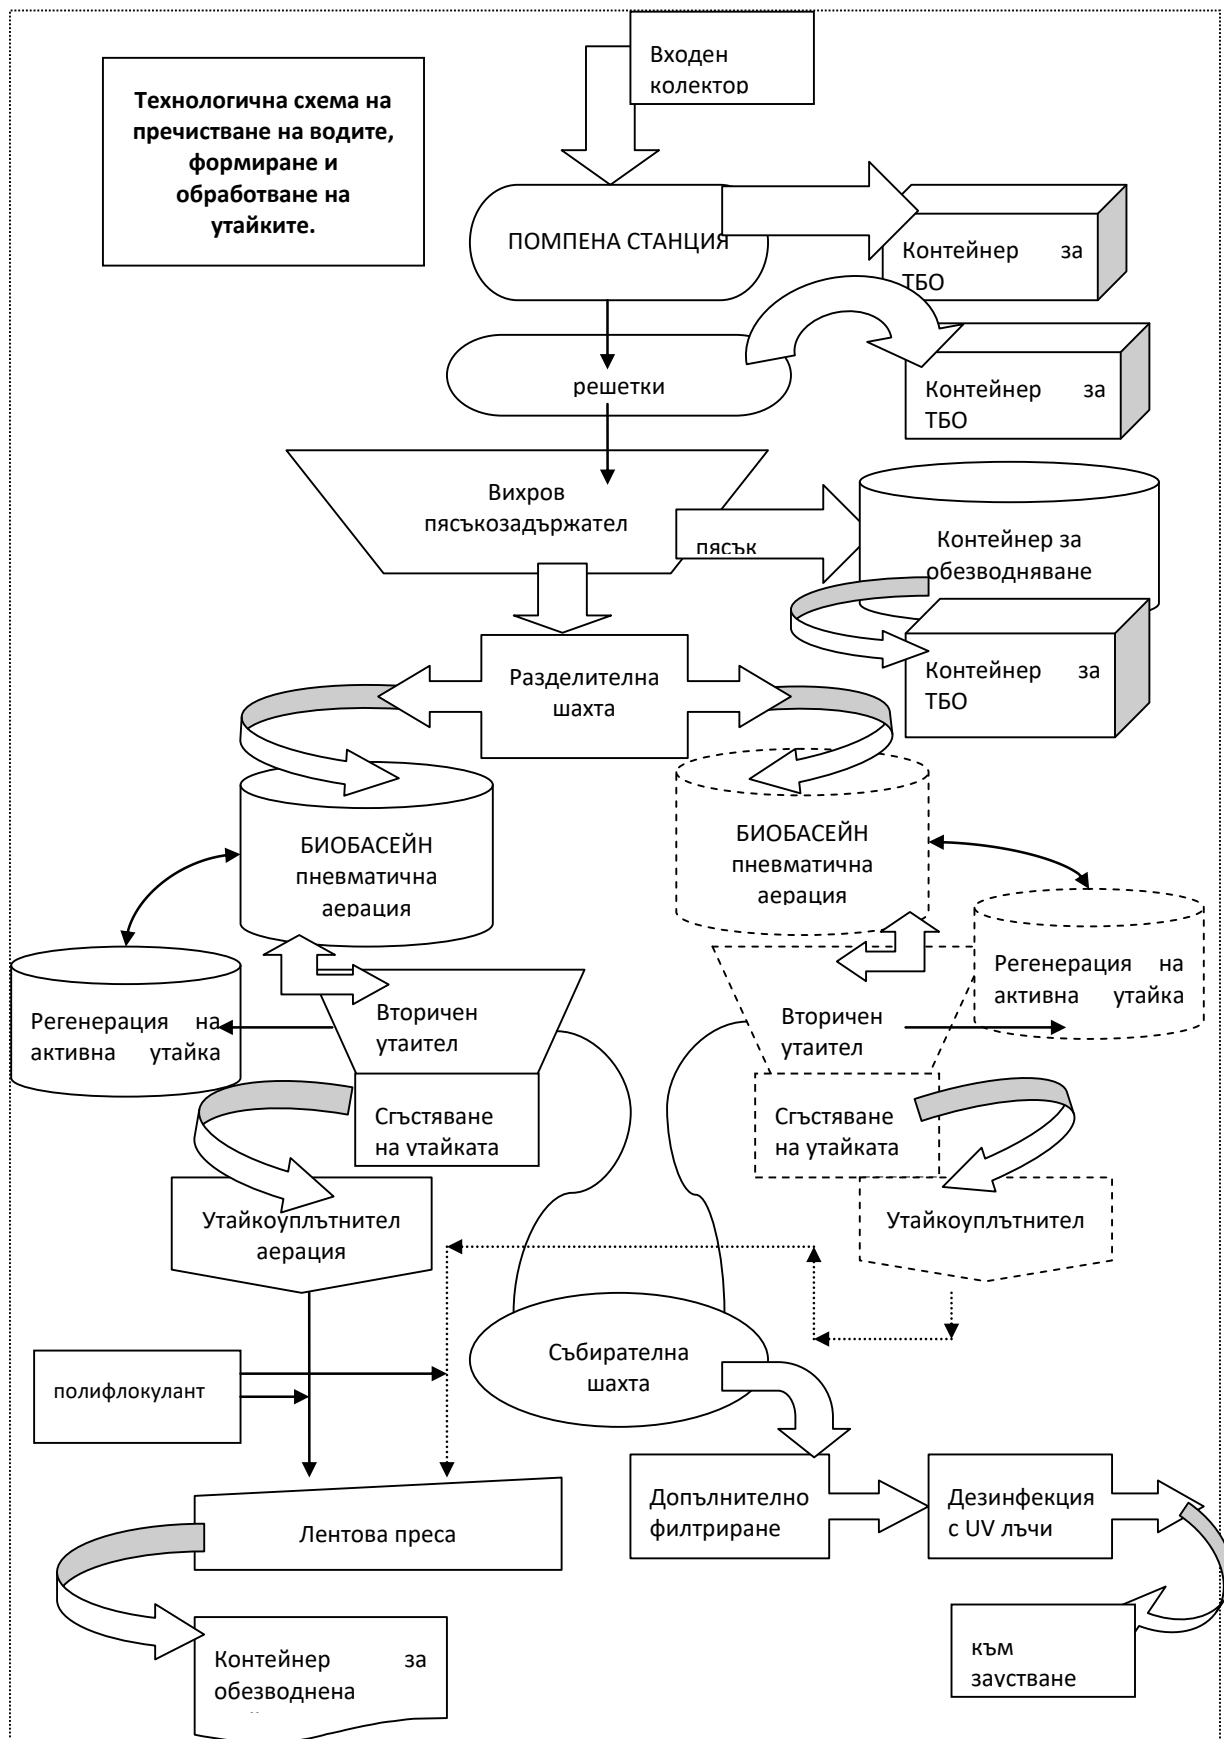 Входен
колектор
Технологична схема на
пречистване на водите,
формиране и
обработване на
утайките.
ПОМПЕНА СТАНЦИЯ
Контейнер за
ТБО
решетки
Контейнер за
ТБО
Вихров
пясъкозадържател
пясък
Контейнер за
обезводняване
Контейнер за
ТБО
Разделителна
шахта
БИОБАСЕЙН
пневматична
аерация
БИОБАСЕЙН
пневматична
аерация
Регенерация на
активна утайка
Вторичен
утаител
Вторичен
утаител
Регенерация на
активна утайка
Сгъстяване
на утайката
Сгъстяване
на утайката
Утайкоуплътнител
аерация
Утайкоуплътнител
Събирателна
шахта
полифлокулант
Лентова преса
Допълнително
филтриране
Дезинфекция
с UV лъчи
Контейнер за
обезводнена
към
заустване